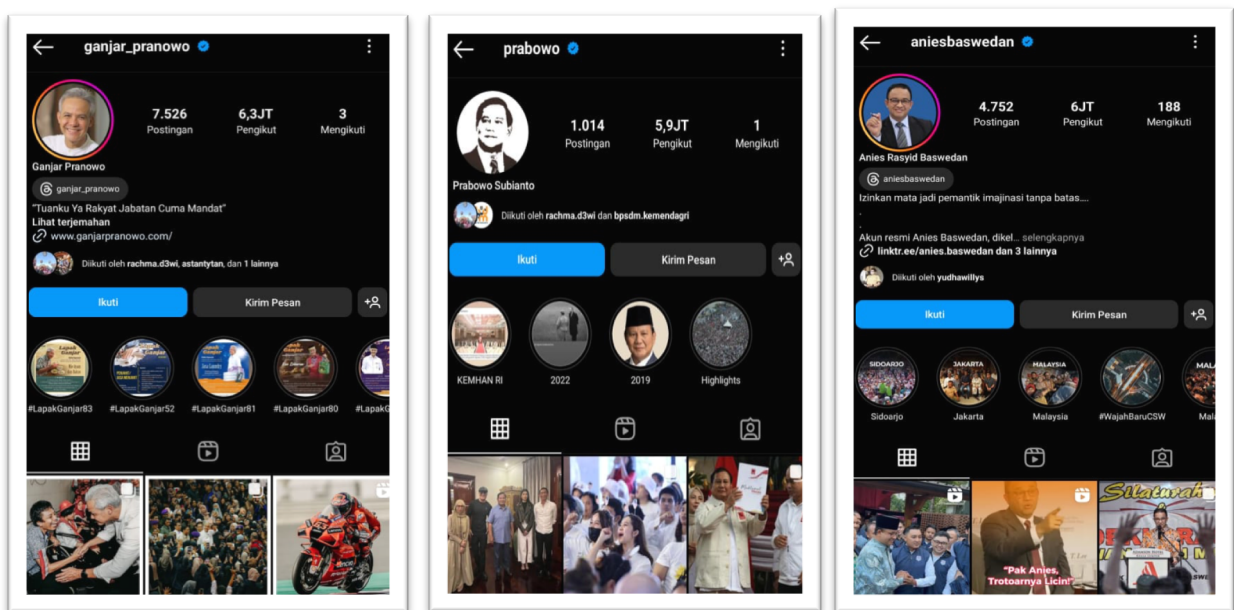 ganjar_pranowo
7.526 6,3JT 3
Postingan Pengikut Mengikuti
Ganjar Pranowo
ganjar_pranowo
“Tuanku Ya Rakyat Jabatan Cuma Mandat”
Lihat terjemahan
www.ganjarpranowo.com/
Diikuti oleh rachma.d3wi, astantytan, dan 1 lainnya
Ikuti Kirim Pesan
#LapakGanjar83 #LapakGanjar52 #LapakGanjar81 #LapakGanjar80 #LapakG
prabowo
1.014 5,9JT 1
Postingan Pengikut Mengikuti
Prabowo Subianto
Diikuti oleh rachma.d3wi dan bpsdm.kemendagri
Ikuti Kirim Pesan
KEMHAN RI 2022 2019 Highlights
aniesbaswedan
4.752 6JT 188
Postingan Pengikut Mengikuti
Anies Rasyid Baswedan
aniesbaswedan
Izinkan mata jadi pemantik imajinasi tanpa batas....
.
.
Akun resmi Anies Baswedan, dikel... selengkapnya
linktr.ee/anies.baswedan dan 3 lainnya
Diikuti oleh yudhawillys
Ikuti Kirim Pesan
SIDOARJO JAKARTA MALAYSIA MAL
Sidoarjo Jakarta Malaysia #WajahBaruCSW Mala
Silaturah
"Pak Anies,
Trotoarnya Licin!"